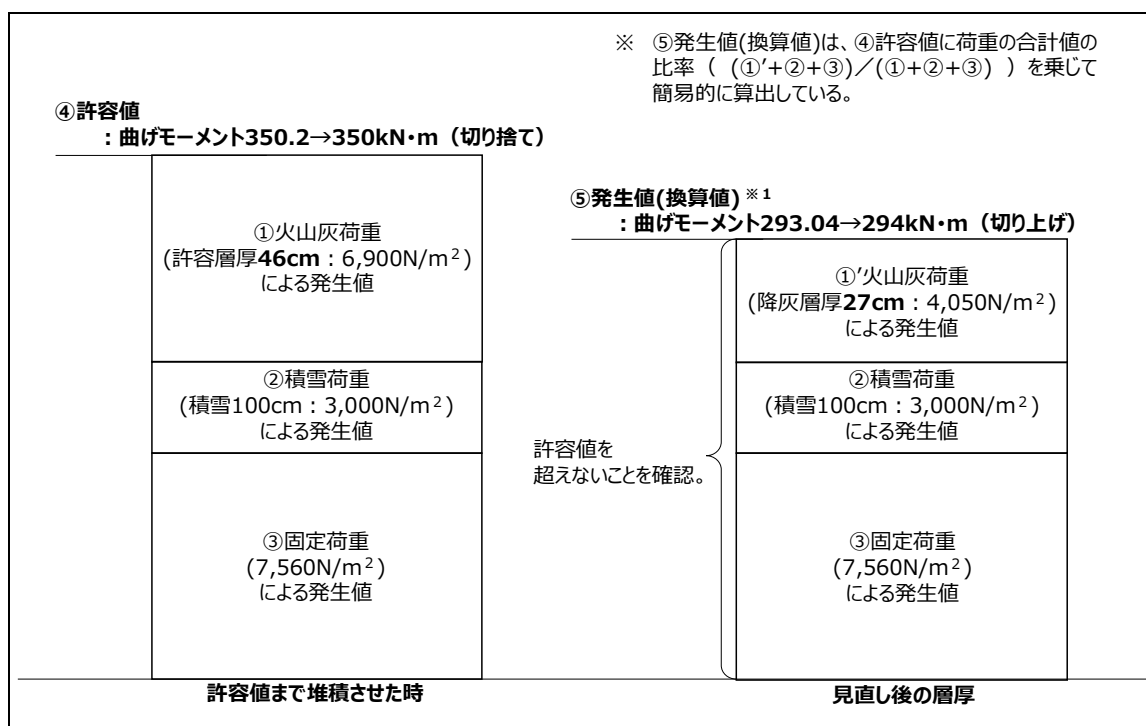 ※ ⑤発生値(換算値)は、④許容値に荷重の合計値の
比率（ (①'+②+③)／(①+②+③) ）を乗じて
簡易的に算出している。
④許容値
：曲げモーメント350.2→350kN・m（切り捨て）
①火山灰荷重
(許容層厚46cm：6,900N/m²)
による発生値
②積雪荷重
(積雪100cm：3,000N/m²)
による発生値
③固定荷重
(7,560N/m²)
による発生値
許容値まで堆積させた時
⑤発生値(換算値)※1
：曲げモーメント293.04→294kN・m（切り上げ）
①'火山灰荷重
(降灰層厚27cm：4,050N/m²)
による発生値
②積雪荷重
(積雪100cm：3,000N/m²)
による発生値
許容値を
超えないことを確認。
③固定荷重
(7,560N/m²)
による発生値
見直し後の層厚